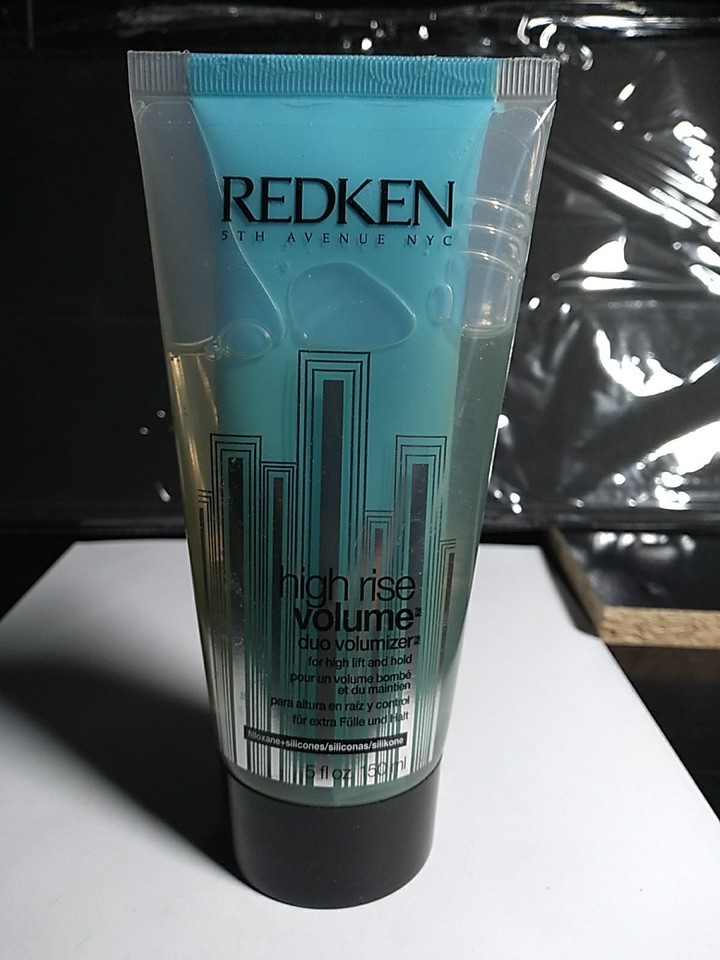 REDKEN
5TH AVENUE NYC
high rise
volume
duo volumizer
for high lift and hold
pour un volume bombé
et du maintien
para altura en raíz y control
für extra Fülle und Halt
filloxane+silicones/siliconas/silikone
5 fl oz 150 ml